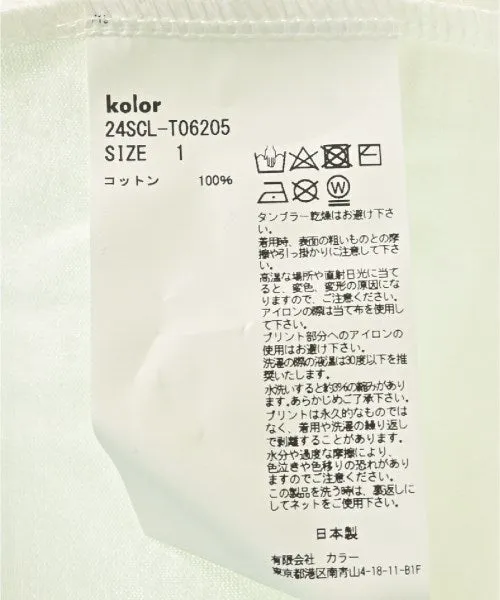 kolor
24SCL-T06205
SIZE 1
コットン 100%
W
タンブラー乾燥はお避け下さ
い。
着用時、表面の粗いものとの摩
擦や引っ掛かりに注意して下さ
い。
高温な場所や直射日光に当て
ると、変色、変形の原因にな
りますので、ご注意ください。
アイロンの際は当て布を使用し
て下さい。
プリント部分へのアイロンの
使用はお避け下さい。
洗濯の際の液温は30度以下を推
奨いたします。
水洗いすると約3%の縮みがあり
ます。あらかじめご了承下さい。
プリントは永久的なものでは
なく、着用や洗濯の繰り返し
で剥離することがあります。
水分や過度な摩擦により、
色泣きや色移りの恐れがあり
ますのでご注意ください。
この製品を洗う時は、裏返しに
してネットをご使用ください。
日本製
有限会社 カラー
東京都港区南青山4-18-11-B1F